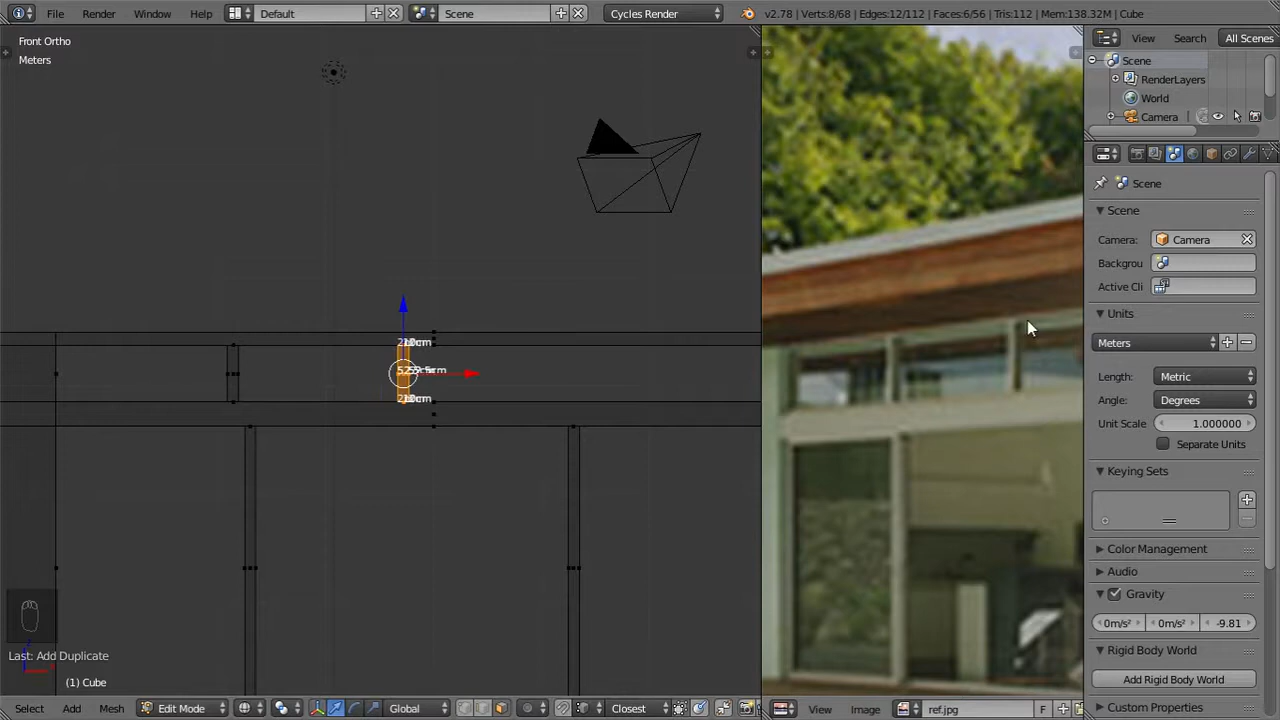 File Render Window Help Default Scene Cycles Render v2.78 | Verts:8/68 | Edges:12/112 | Faces:6/56 | Tris:112 | Mem:138.32M | Cube
Front Ortho
Meters
View Search All Scenes
Scene
RenderLayers
World
Camera
Scene
Scene
Camera: Camera
Backgrou
Active Cli
Units
Meters
Length: Metric
Angle: Degrees
Unit Scale 1.000000
Separate Units
Keying Sets
Color Management
Audio
Gravity
0m/s² 0m/s² -9.81
Rigid Body World
Add Rigid Body World
Custom Properties
Last: Add Duplicate
(1) Cube
Select Add Mesh Edit Mode Global Closest View Image ref.jpg F